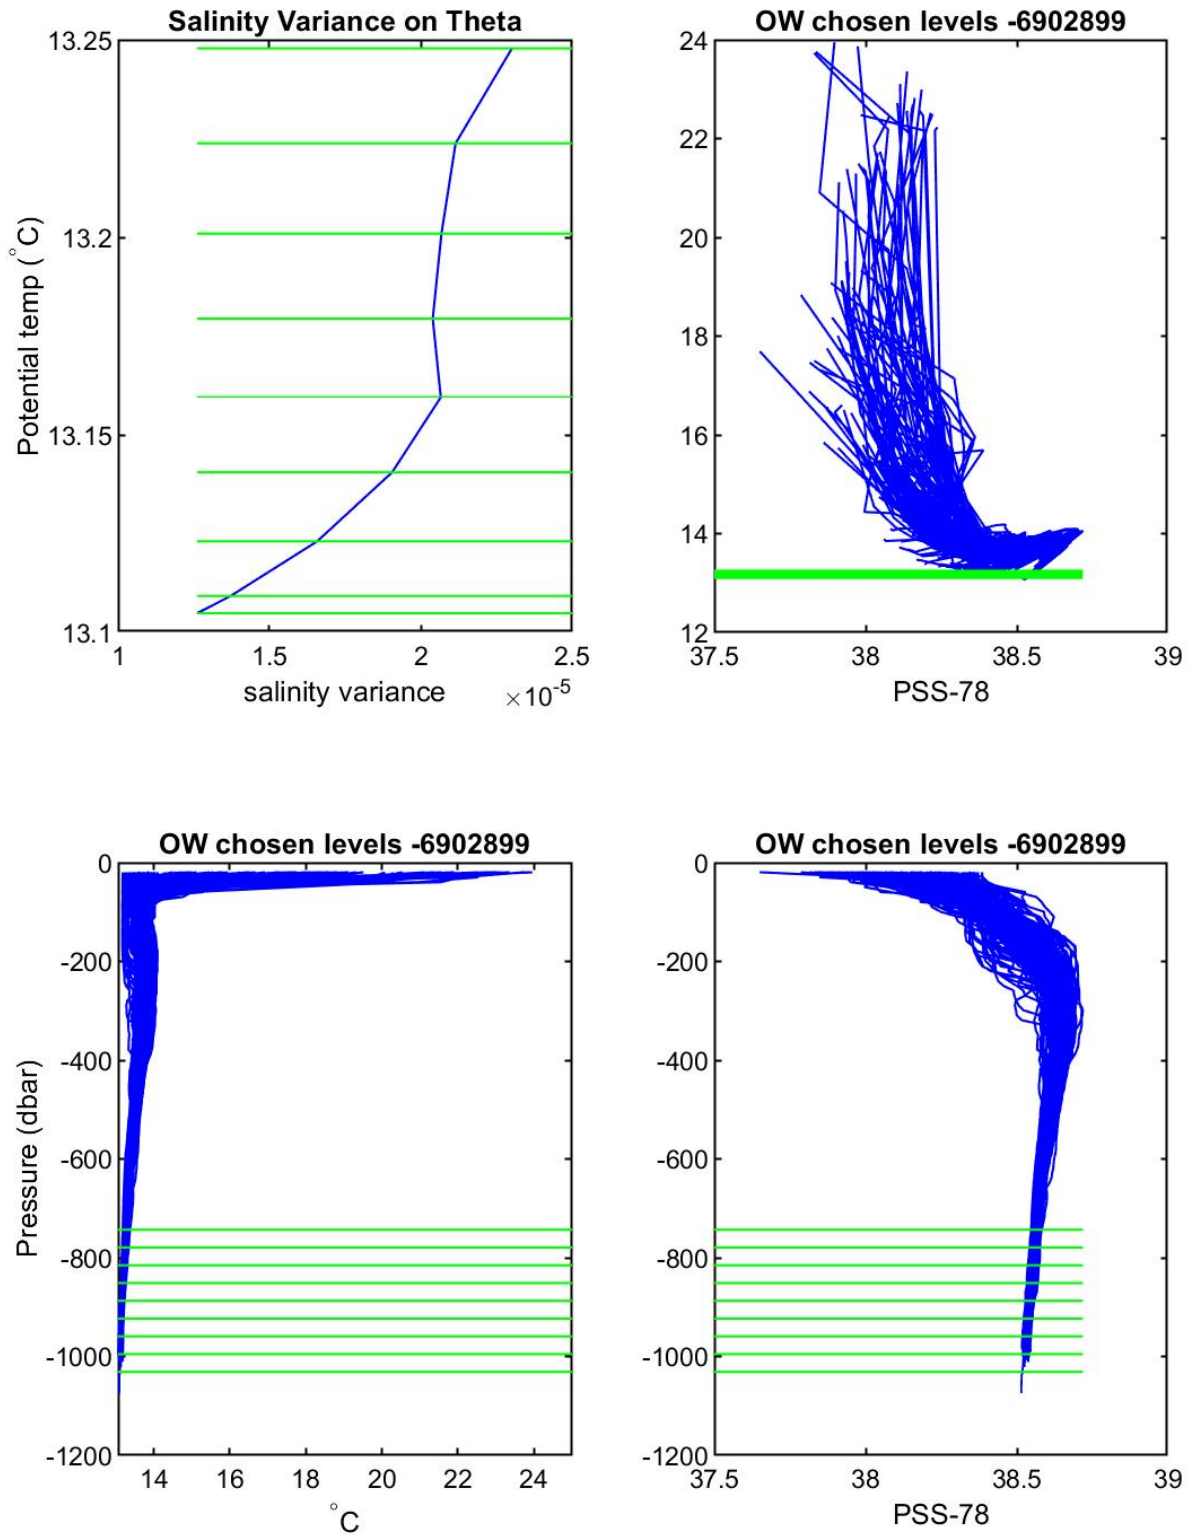 Salinity Variance on Theta
13.25
13.2
13.15
13.1
Potential temp (°C)
1 1.5 2 2.5
salinity variance ×10-5
OW chosen levels -6902899
24
22
20
18
16
14
12
37.5 38 38.5 39
PSS-78
OW chosen levels -6902899
0
-200
-400
-600
-800
-1000
-1200
Pressure (dbar)
14 16 18 20 22 24
°C
OW chosen levels -6902899
0
-200
-400
-600
-800
-1000
-1200
37.5 38 38.5 39
PSS-78